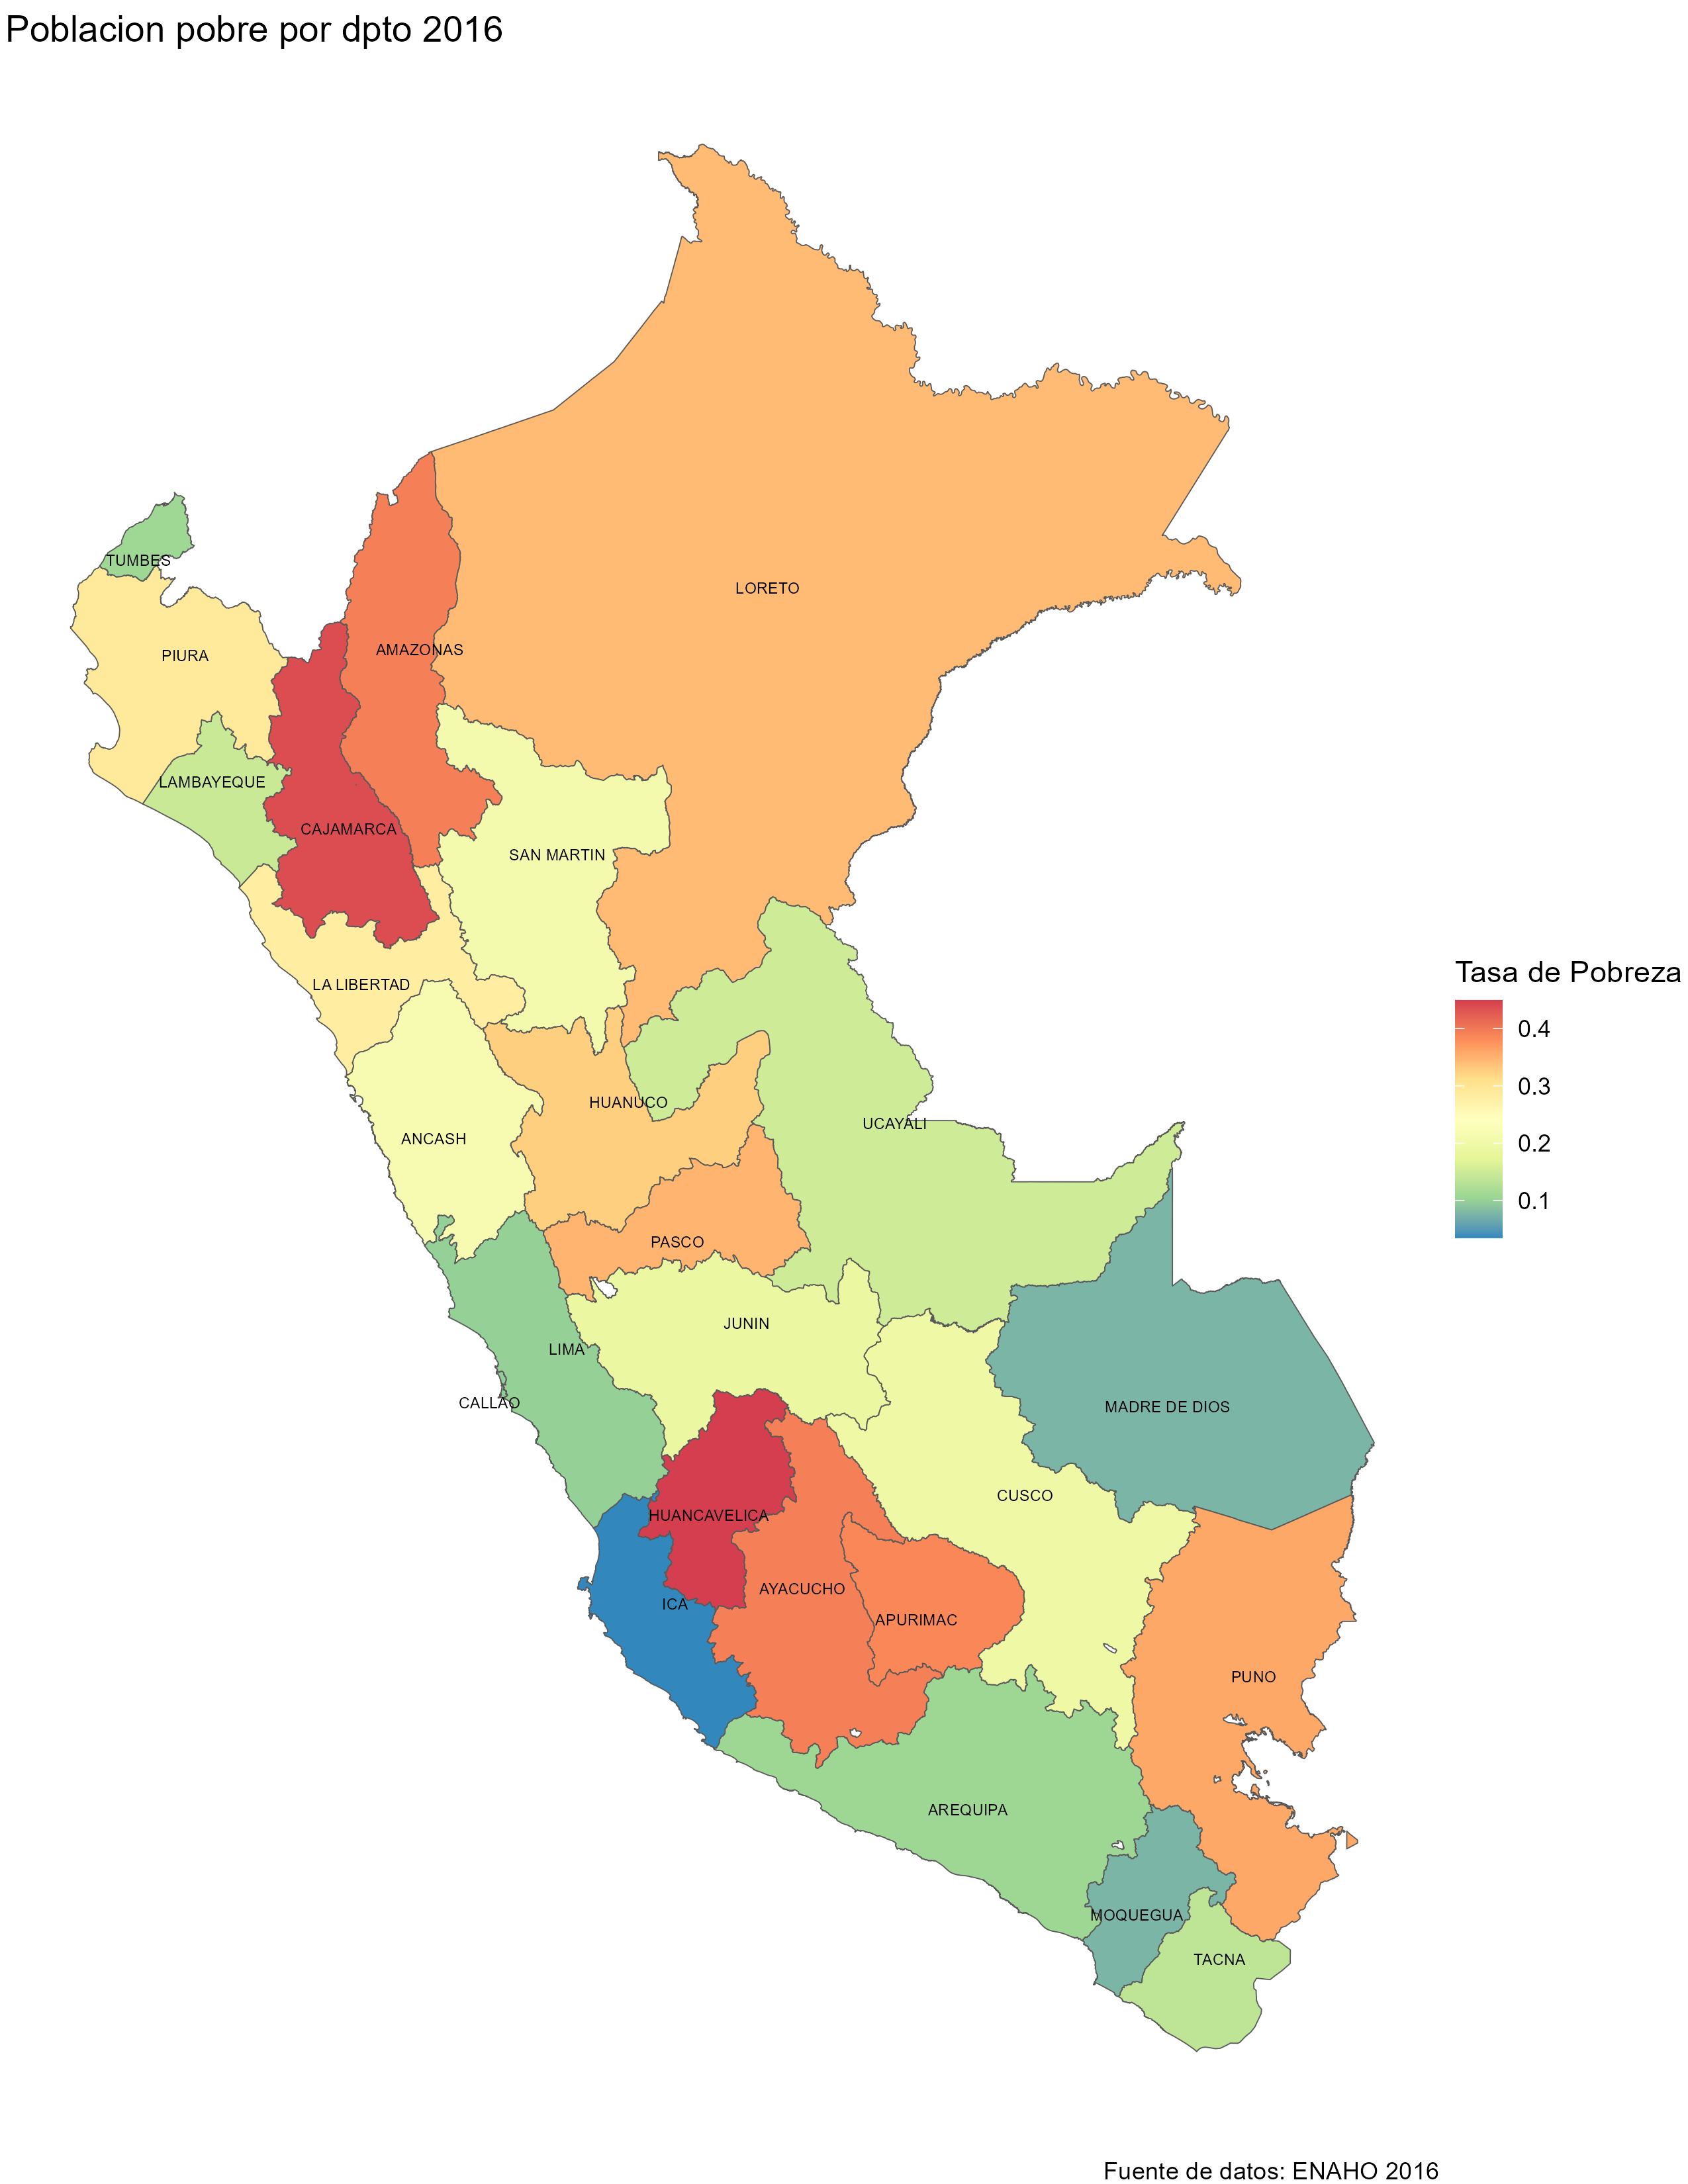 Poblacion pobre por dpto 2016
TUMBES
LORETO
AMAZONAS
PIURA
LAMBAYEQUE
CAJAMARCA
SAN MARTIN
Tasa de Pobreza
LA LIBERTAD
0.4
0.3
HUANUCO
UCAYALI
ANCASH
0.2
0.1
PASCO
JUNIN
LIMA
CALLAO
MADRE DE DIOS
CUSCO
HUANCAVELICA
AYACUCHO
ICA
APURIMAC
PUNO
AREQUIPA
MOQUEGUA
TACNA
Fuente de datos: ENAHO 2016